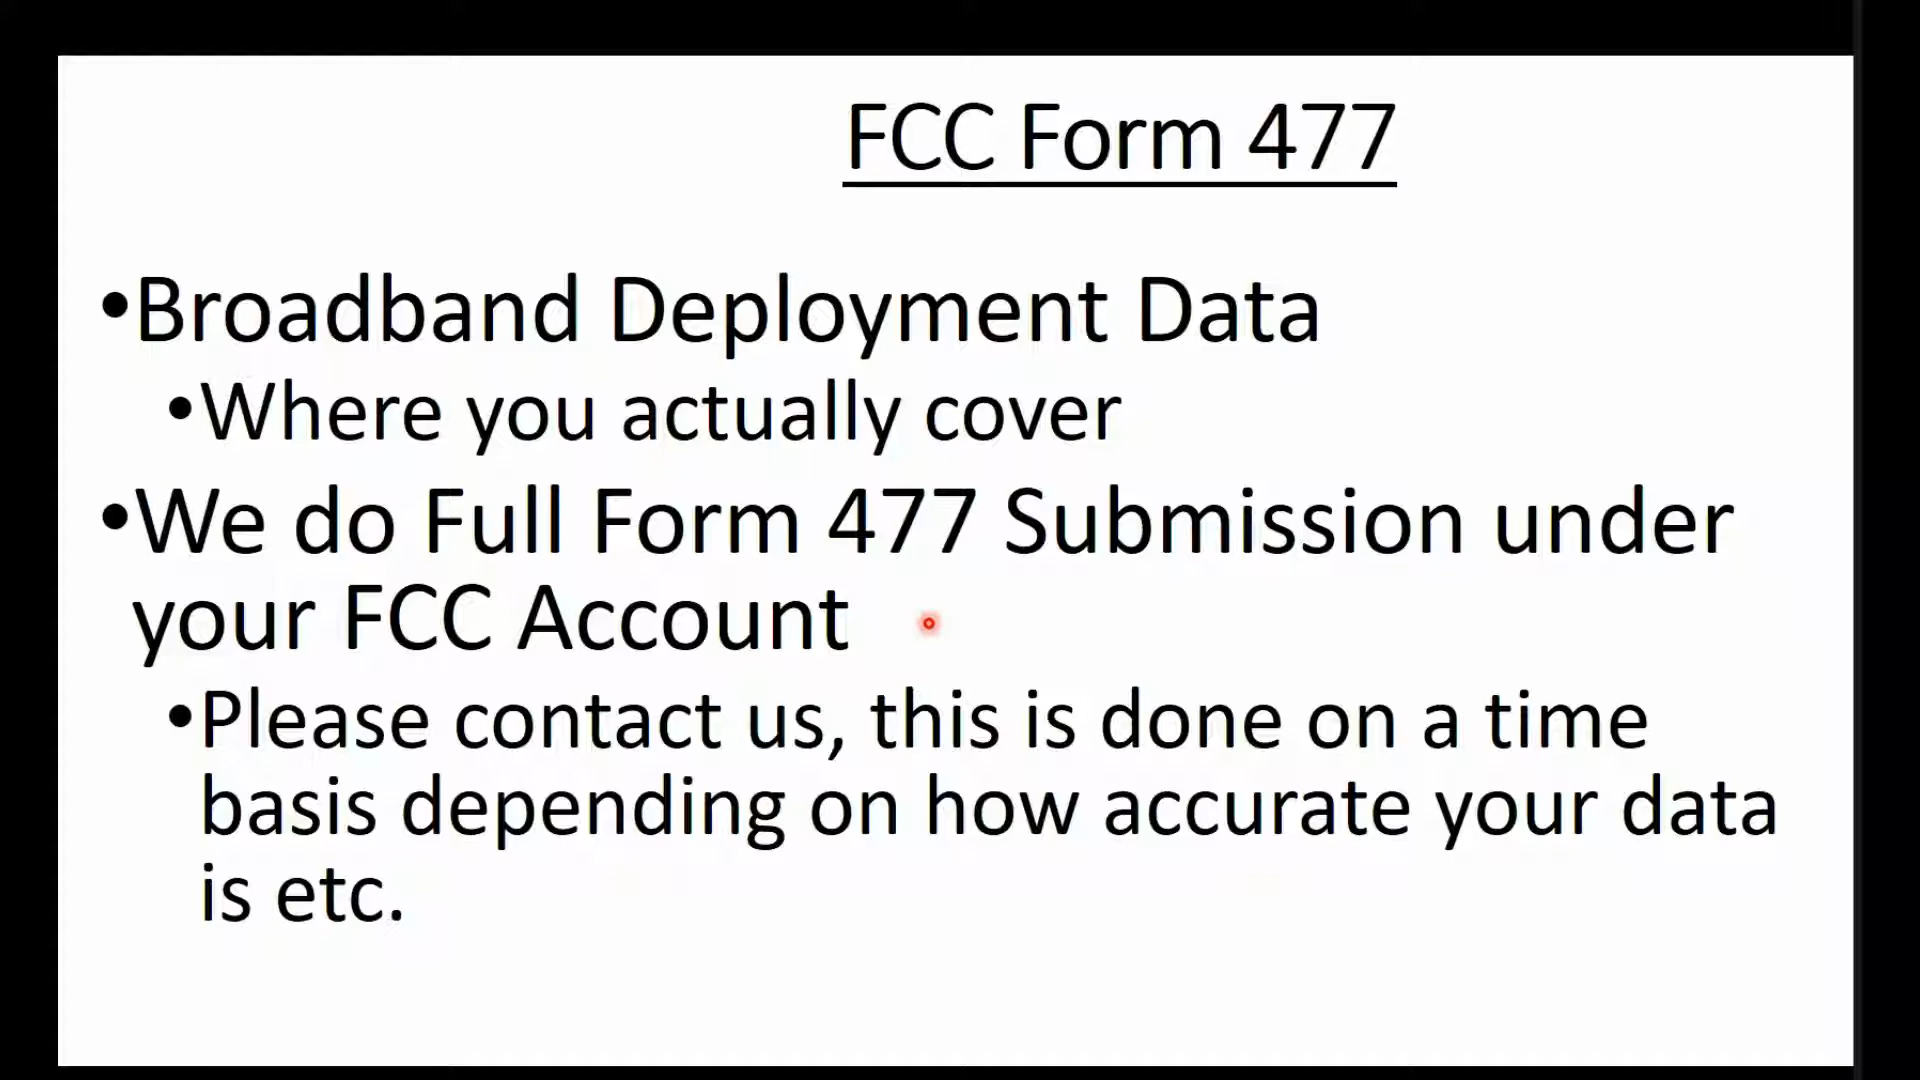 FCC Form 477
•Broadband Deployment Data
•Where you actually cover
•We do Full Form 477 Submission under
your FCC Account
•Please contact us, this is done on a time
basis depending on how accurate your data
is etc.